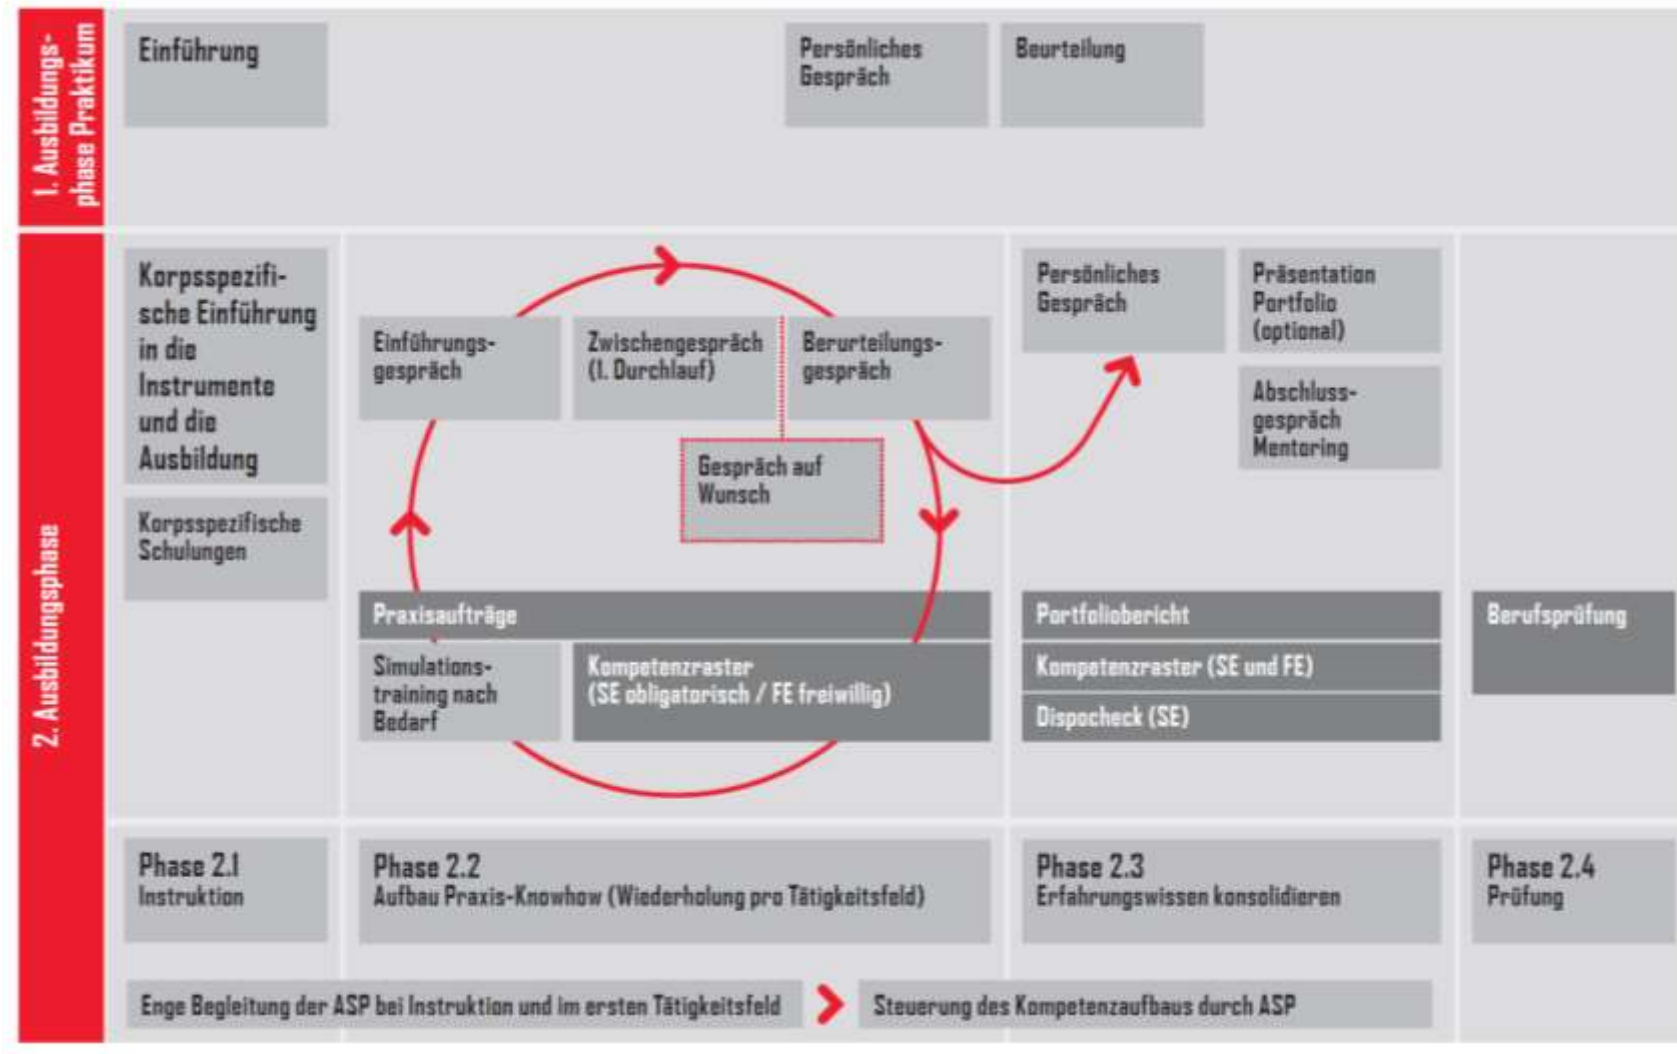 1. Ausbildungs-
phase Praktikum
Einführung
Persönliches
Gespräch
Beurteilung
2. Ausbildungsphase
Korpsspezifi-
sche Einführung
in die
Instrumente
und die
Ausbildung
Korpsspezifische
Schulungen
Einführungs-
gespräch
Zwischengespräch
(1. Durchlauf)
Berurteilungs-
gespräch
Gespräch auf
Wunsch
Praxisaufträge
Simulations-
training nach
Bedarf
Kompetenzraster
(SE obligatorisch / FE freiwillig)
Persönliches
Gespräch
Präsentation
Portfolio
(optional)
Abschluss-
gespräch
Mentoring
Portfoliobericht
Kompetenzraster (SE und FE)
Dispocheck (SE)
Berufsprüfung
Phase 2.1
Instruktion
Phase 2.2
Aufbau Praxis-Knowhow (Wiederholung pro Tätigkeitsfeld)
Phase 2.3
Erfahrungswissen konsolidieren
Phase 2.4
Prüfung
Enge Begleitung der ASP bei Instruktion und im ersten Tätigkeitsfeld
Steuerung des Kompetenzaufbaus durch ASP